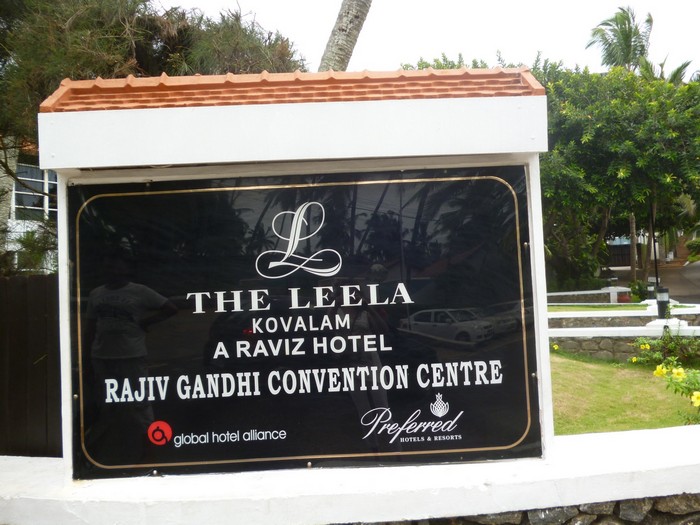 L
THE LEELA
KOVALAM
A RAVIZ HOTEL
RAJIV GANDHI CONVENTION CENTRE
global hotel alliance
Preferred
HOTELS & RESORTS